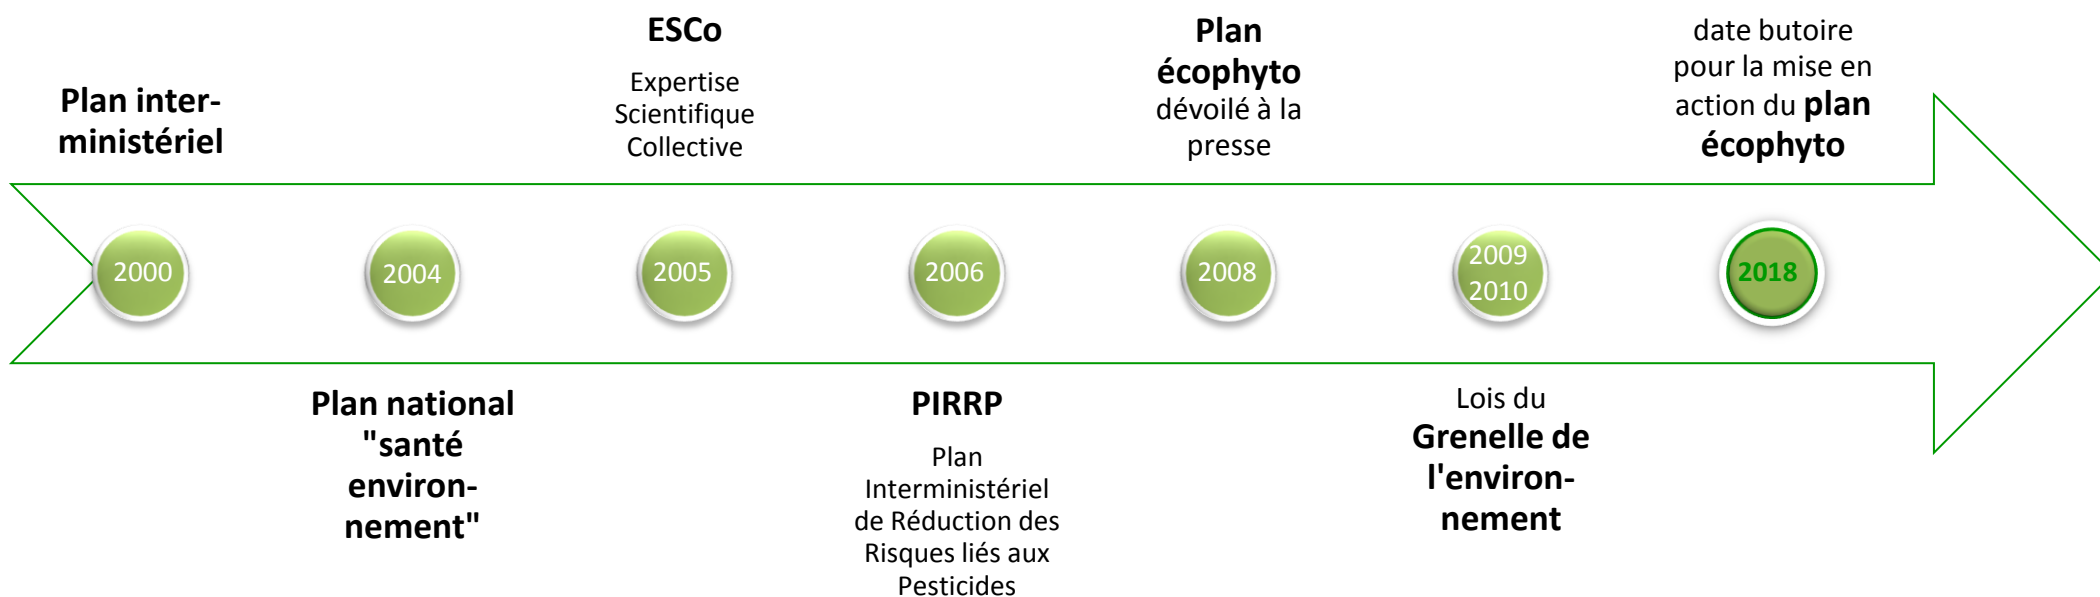 Plan inter-
ministériel
2000
2004
Plan national
"santé
environ-
nement"
ESCo
Expertise
Scientifique
Collective
2005
2006
PIRRP
Plan
Interministériel
de Réduction des
Risques liés aux
Pesticides
Plan
écophyto
dévoilé à la
presse
2008
2009
2010
Lois du
Grenelle de
l'environ-
nement
date butoire
pour la mise en
action du plan
écophyto
2018